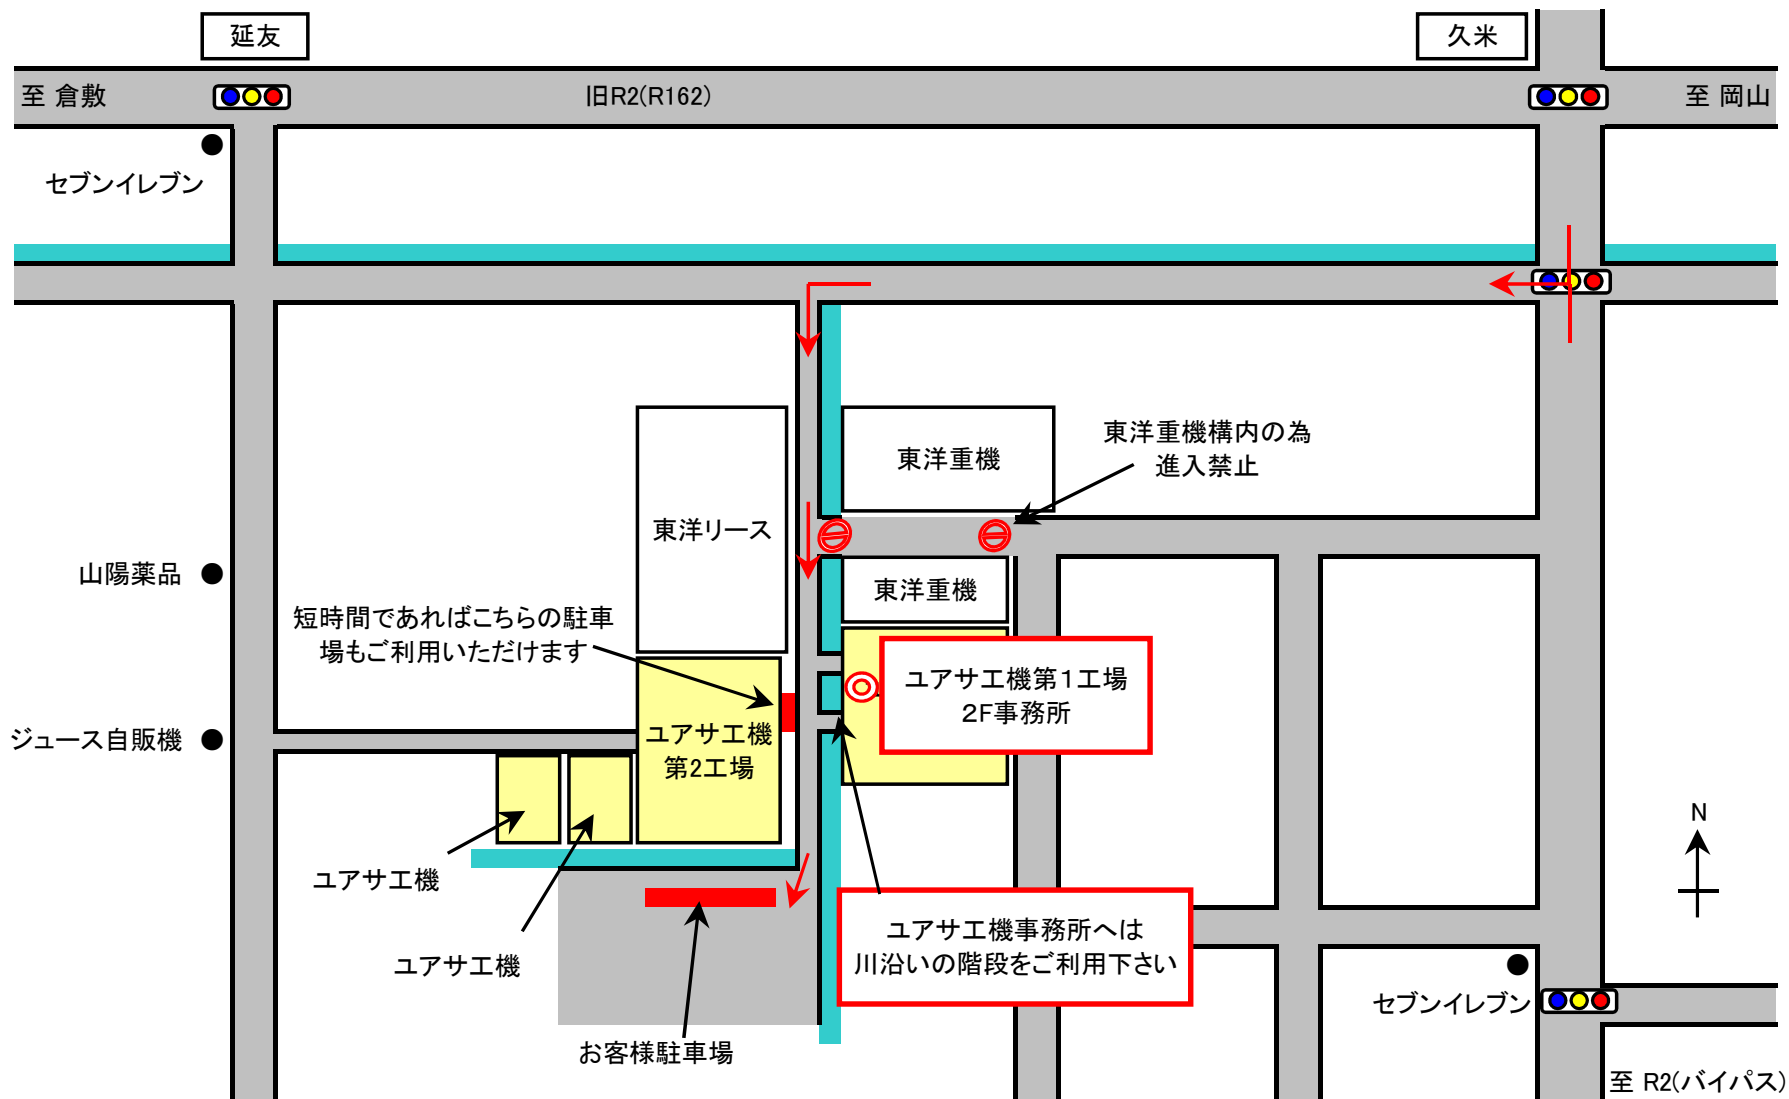 延友
久米
至 倉敷
旧R2(R162)
至 岡山
セブンイレブン
東洋重機
東洋重機構内の為
進入禁止
東洋リース
山陽薬品
東洋重機
短時間であればこちらの駐車
場もご利用いただけます
ユアサ工機第1工場
2F事務所
ジュース自販機
ユアサ工機
第2工場
N
ユアサ工機
ユアサ工機事務所へは
川沿いの階段をご利用下さい
ユアサ工機
セブンイレブン
お客様駐車場
至 R2(バイパス)